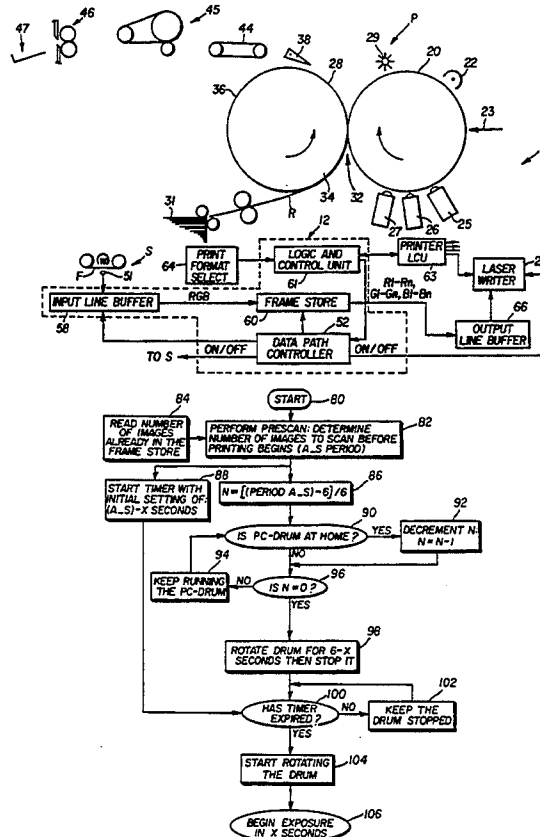 47
46
45
44
38
28
29
P
20
22
36
23
34
32
31
R
27
26
25
12
S
F
51
PRINT FORMAT SELECT
64
LOGIC AND CONTROL UNIT
61
PRINTER LCU
63
LASER WRITER
2
R1-Rn,
G1-Gn, B1-Bn
INPUT LINE BUFFER
58
RGB
FRAME STORE
60
66
OUTPUT LINE BUFFER
DATA PATH CONTROLLER
52
ON/OFF
ON/OFF
TO S
START
80
84
READ NUMBER OF IMAGES ALREADY IN THE FRAME STORE
PERFORM PRESCAN: DETERMINE NUMBER OF IMAGES TO SCAN BEFORE PRINTING BEGINS (A_S PERIOD)
82
88
START TIMER WITH INITIAL SETTING OF: (A_S)-X SECONDS
N=[(PERIOD A_S)-6]/6
86
90
IS PC-DRUM AT HOME?
YES
92
DECREMENT N: N=N-1
94
KEEP RUNNING THE PC-DRUM
NO
96
NO
IS N=0?
YES
98
ROTATE DRUM FOR 6-X SECONDS THEN STOP IT
100
HAS TIMER EXPIRED?
NO
102
KEEP THE DRUM STOPPED
YES
START ROTATING THE DRUM
104
BEGIN EXPOSURE IN X SECONDS
106